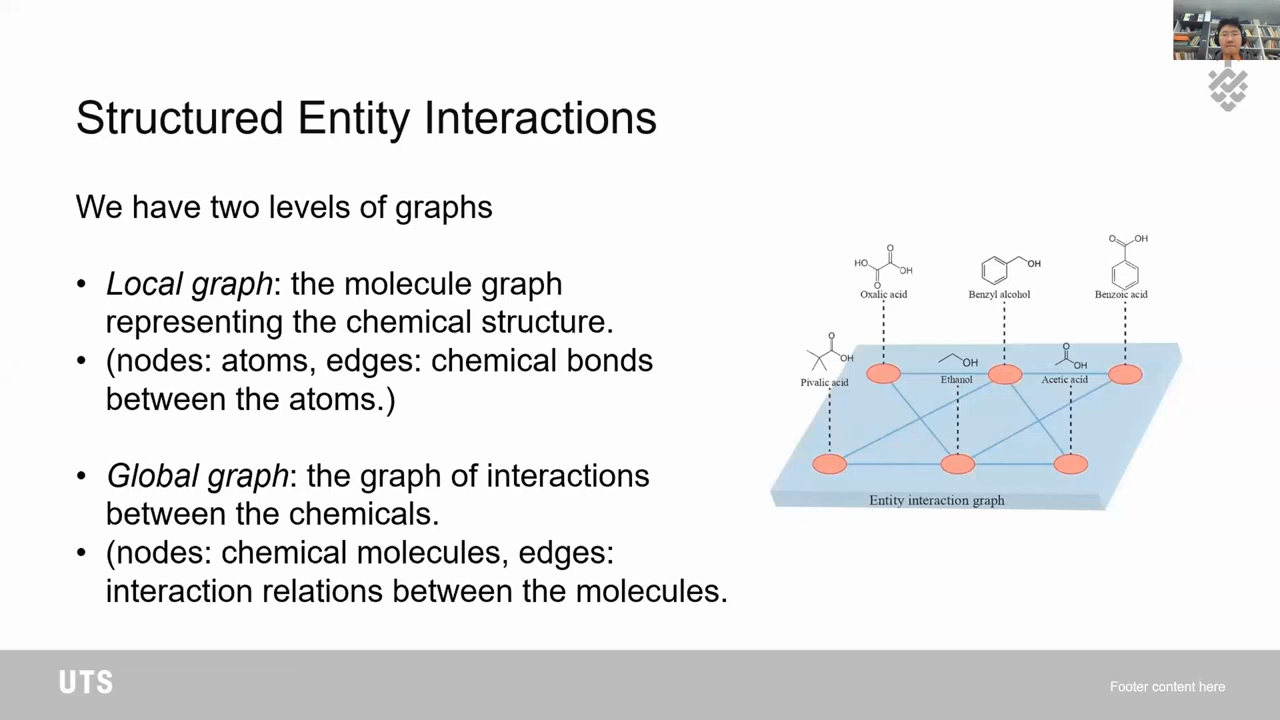 Structured Entity Interactions
We have two levels of graphs
• Local graph: the molecule graph
representing the chemical structure.
• (nodes: atoms, edges: chemical bonds
between the atoms.)
• Global graph: the graph of interactions
between the chemicals.
• (nodes: chemical molecules, edges:
interaction relations between the molecules.
O
HO
OH
O
Oxalic acid
OH
Benzyl alcohol
O OH
Benzoic acid
O
OH
Pivalic acid
OH
Ethanol
O
OH
Acetic acid
Entity interaction graph
UTS
Footer content here